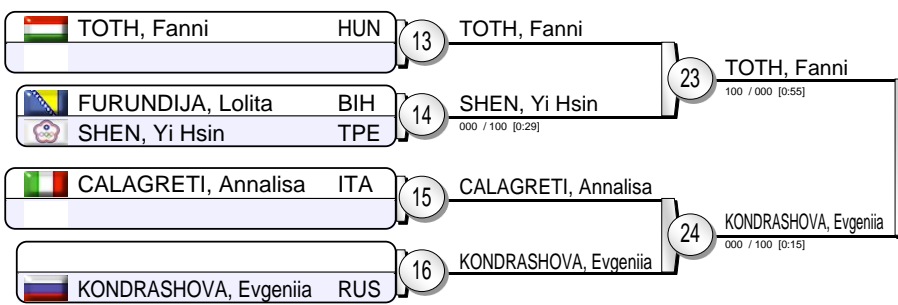 TOTH, Fanni HUN
13
TOTH, Fanni
23
TOTH, Fanni
100 / 000 [0:55]
FURUNDIJA, Lolita BIH
SHEN, Yi Hsin TPE
14
SHEN, Yi Hsin
000 / 100 [0:29]
CALAGRETI, Annalisa ITA
15
CALAGRETI, Annalisa
24
KONDRASHOVA, Evgeniia
000 / 100 [0:15]
KONDRASHOVA, Evgeniia RUS
16
KONDRASHOVA, Evgeniia